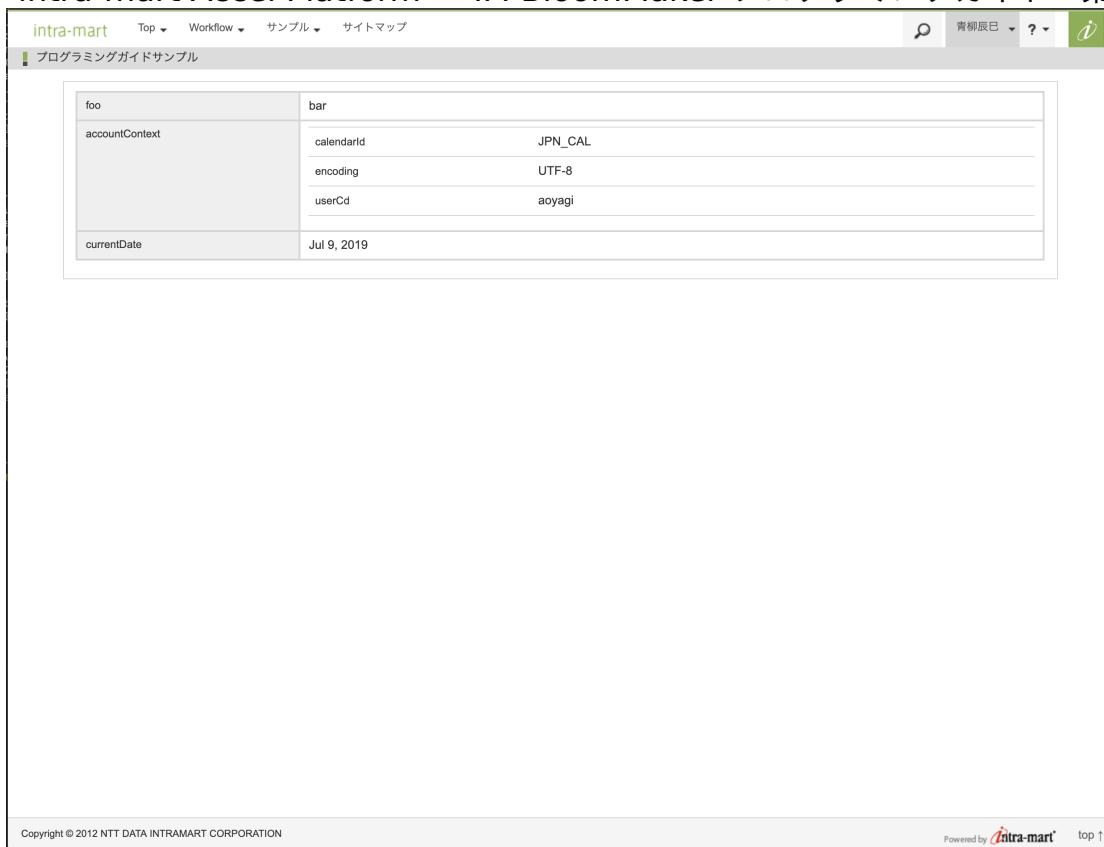 intra-mart Top Workflow サンプル サイトマップ 青柳辰巳 ?
プログラミングガイドサンプル
foo bar
accountContext calendarId JPN_CAL
encoding UTF-8
userCd aoyagi
currentDate Jul 9, 2019
Copyright © 2012 NTT DATA INTRAMART CORPORATION Powered by intra-mart top ↑